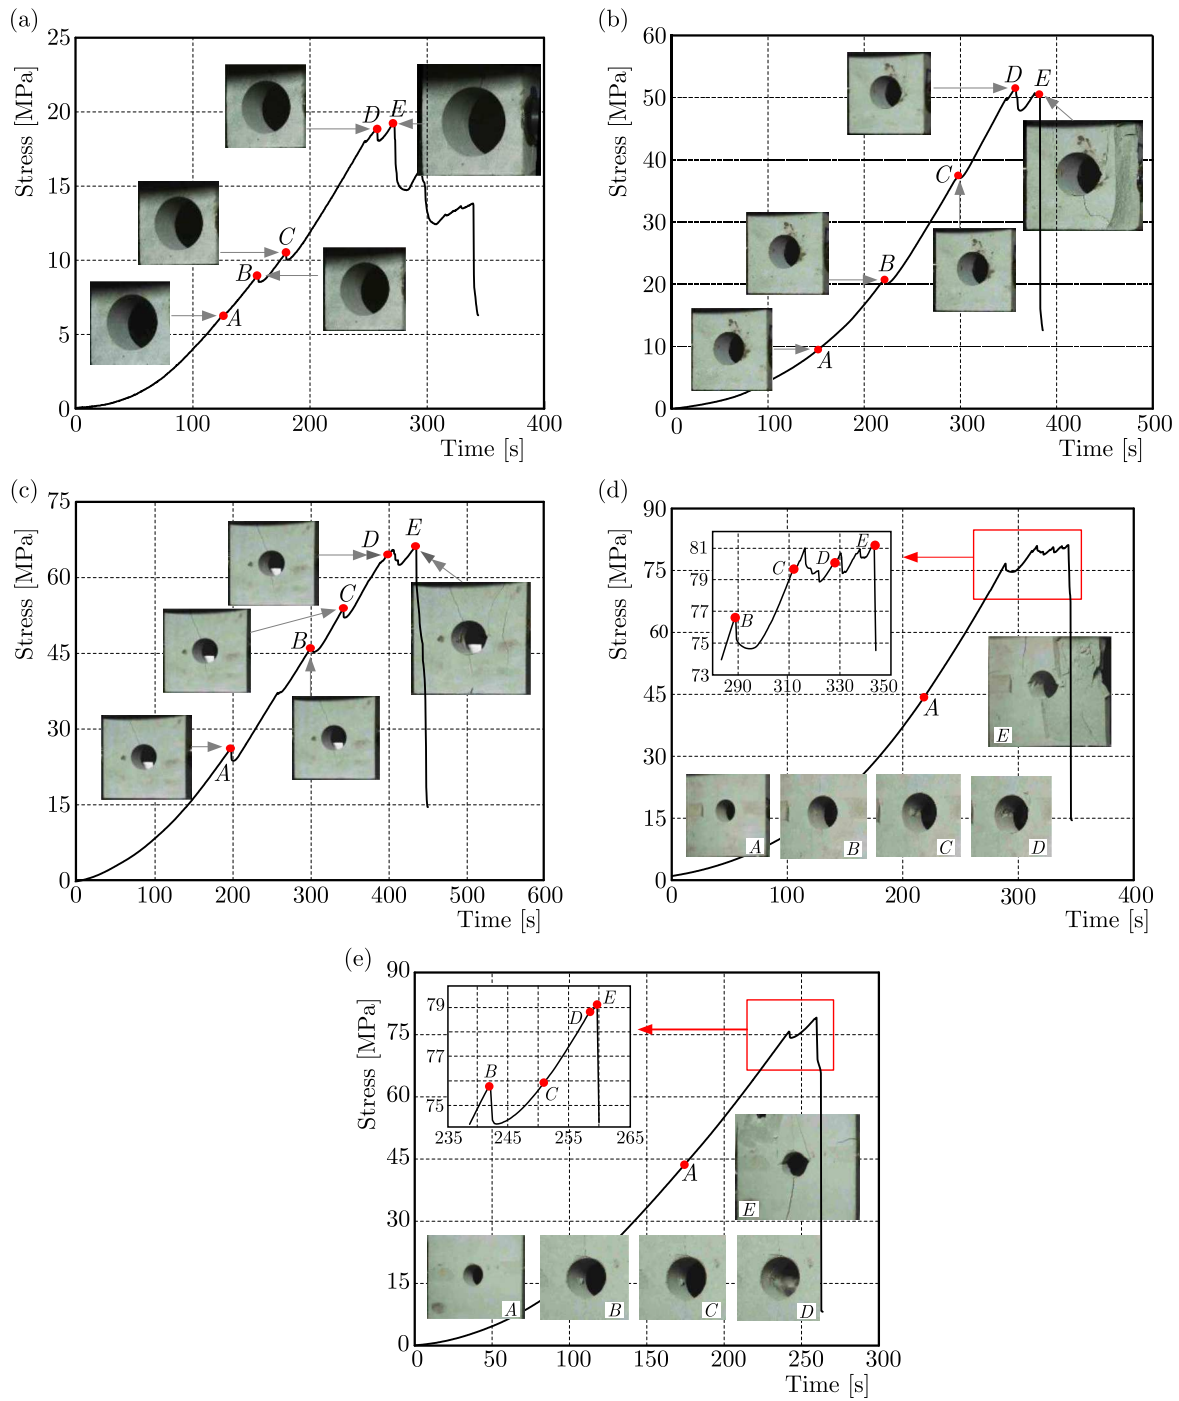 (a)
25
20
15
10
5
0
Stress [MPa]
D E
C
B
A
0 100 200 300 400
Time [s]
(b)
60
50
40
30
20
10
0
Stress [MPa]
D E
C
B
A
0 100 200 300 400 500
Time [s]
(c)
75
60
45
30
15
0
Stress [MPa]
D E
C
B
A
0 100 200 300 400 500 600
Time [s]
(d)
90
75
60
45
30
15
0
Stress [MPa]
81
79
77
75
73
E
D
C
B
290 310 330 350
A
E
A B C D
0 100 200 300 400
Time [s]
(e)
90
75
60
45
30
15
0
Stress [MPa]
79
77
75
E
D
B
C
235 245 255 265
A
E
A B C D
0 50 100 150 200 250 300
Time [s]